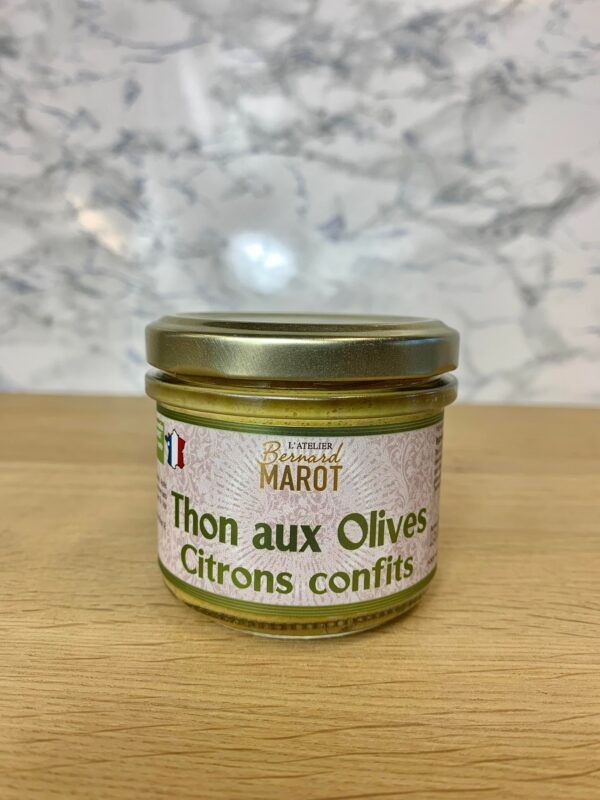 L'ATELIER
Bernard
MAROT
Thon aux Olives
Citrons confits